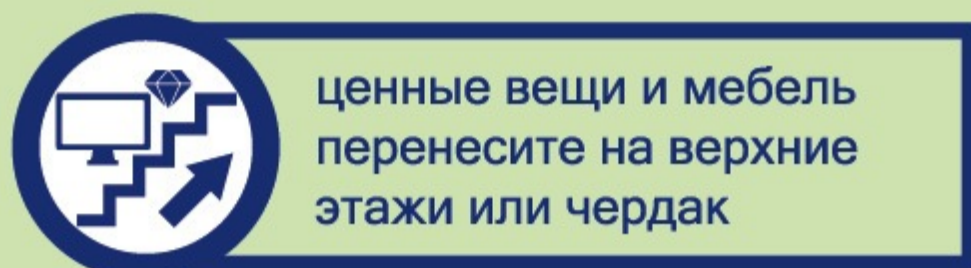 ценные вещи и мебель
перенесите на верхние
этажи или чердак